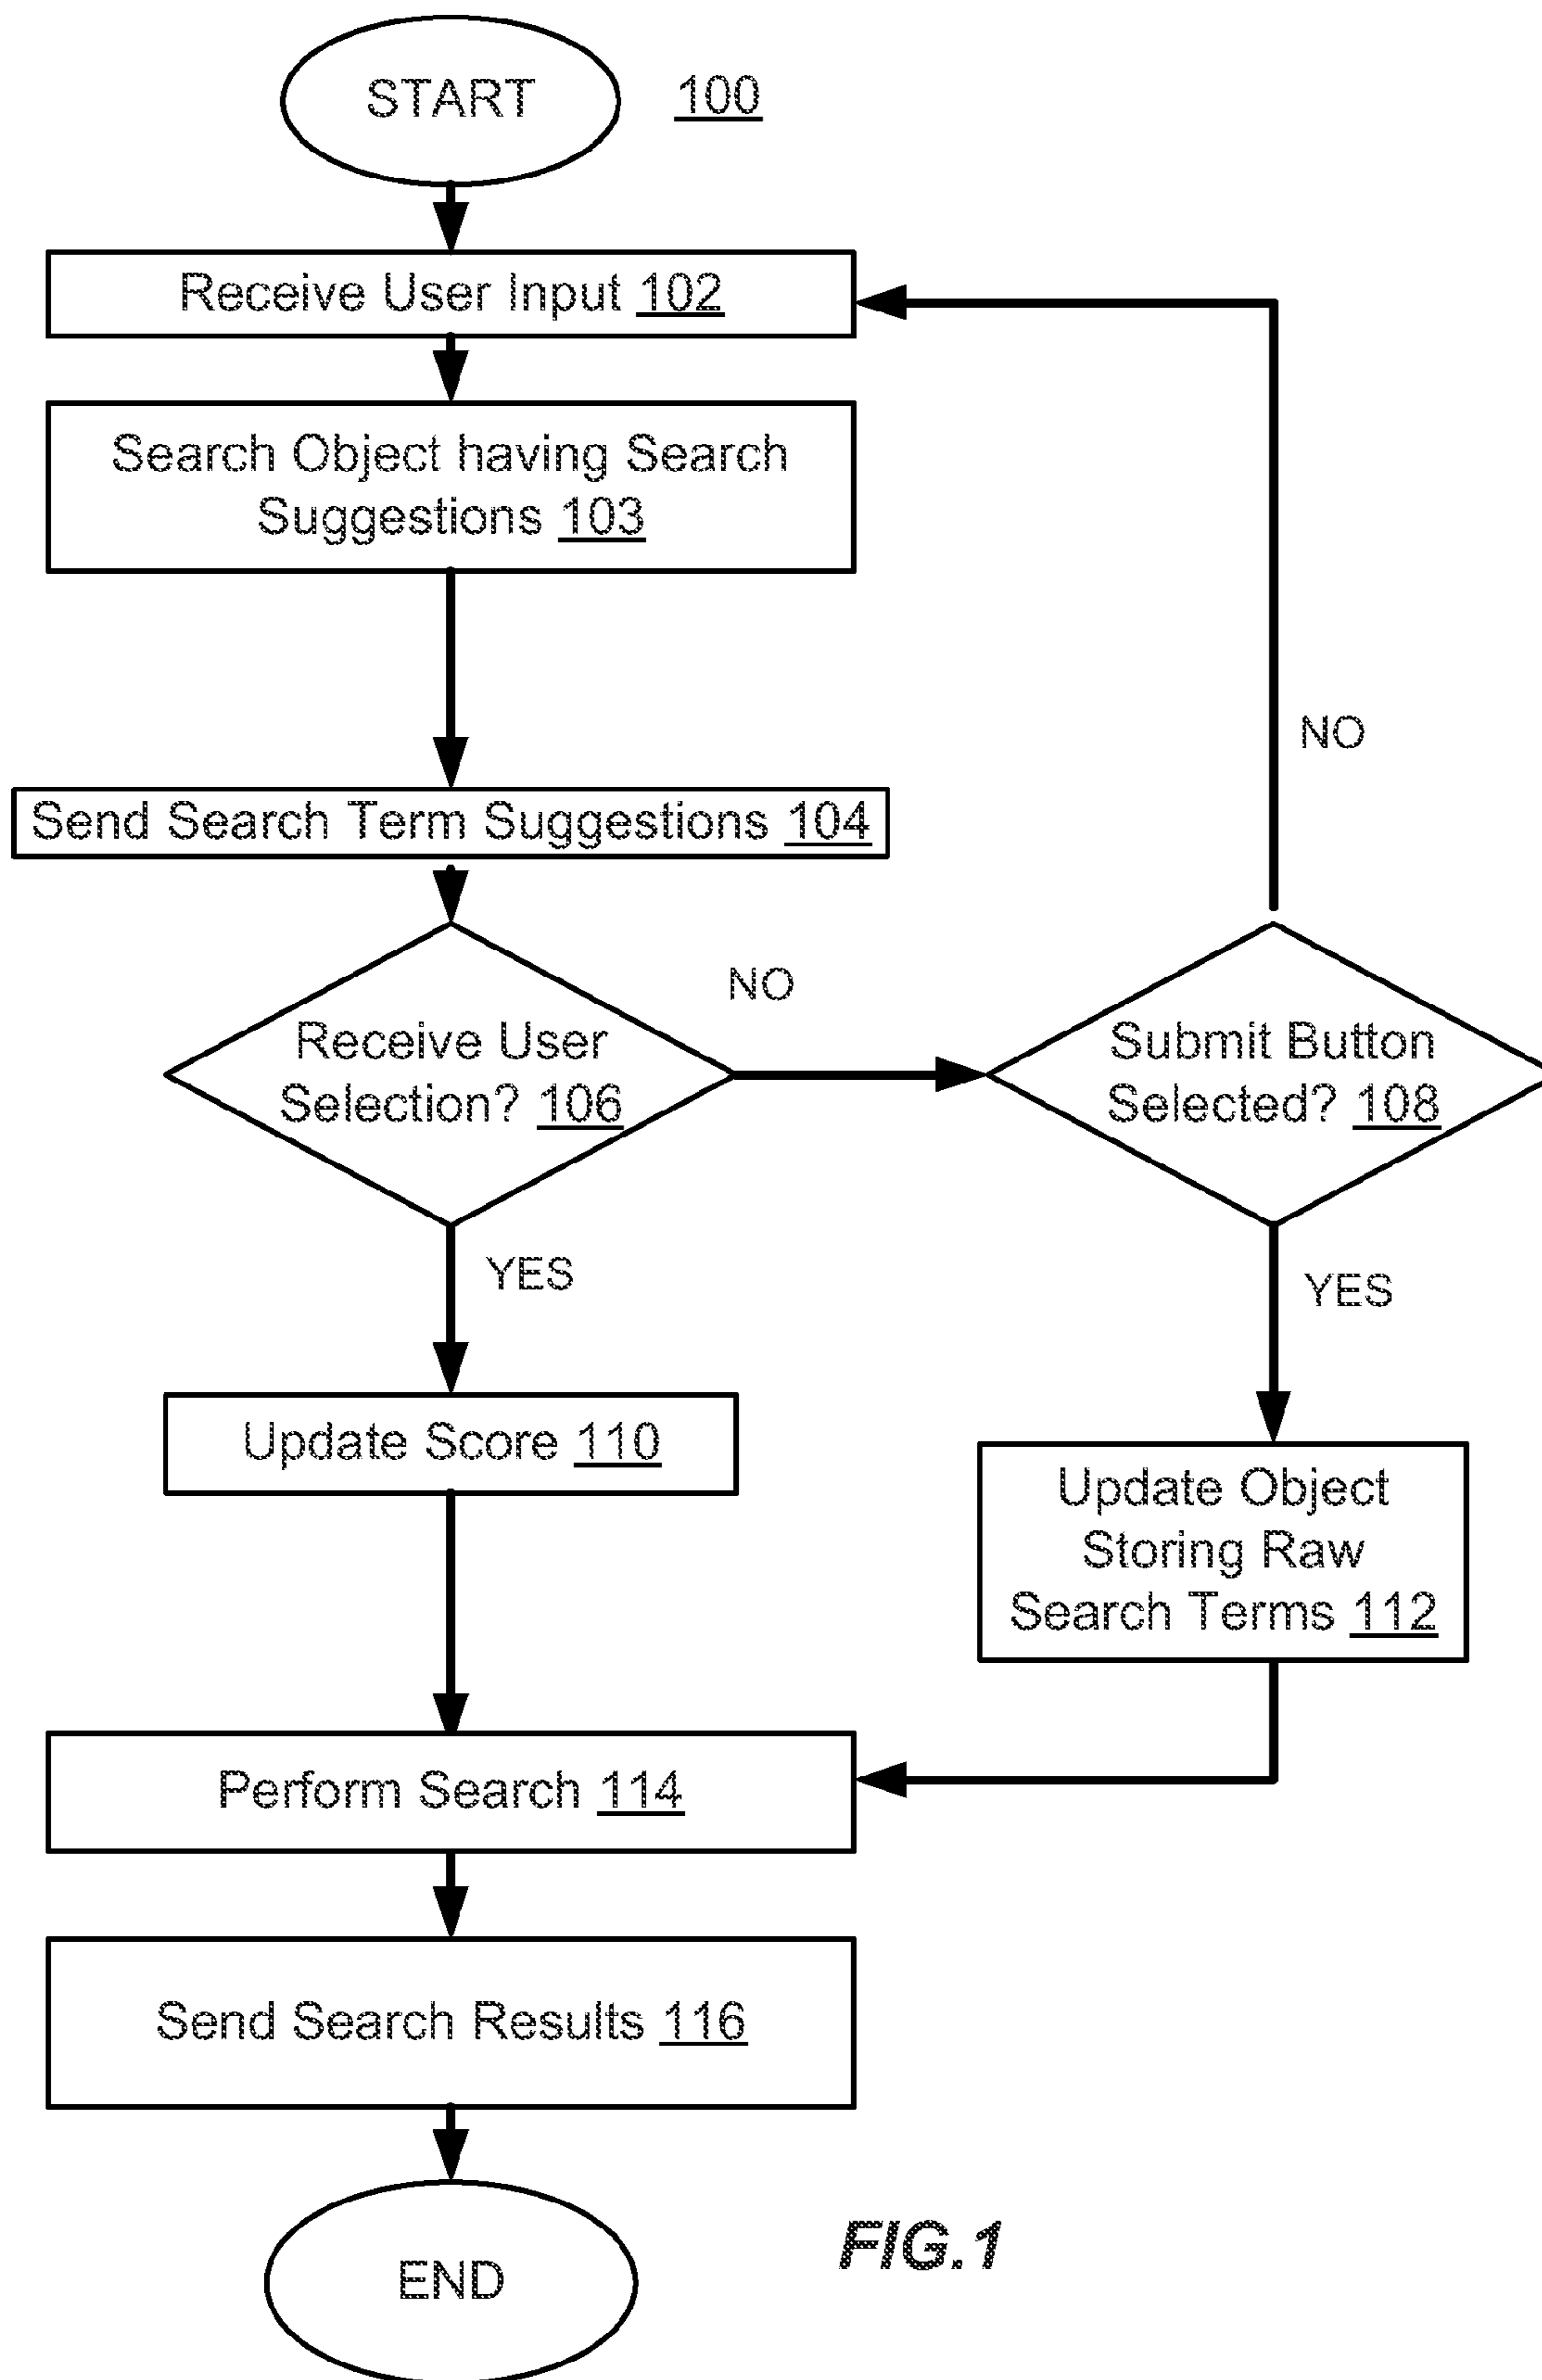 START
100
Receive User Input 102
Search Object having Search
Suggestions 103
NO
Send Search Term Suggestions 104
NO
Receive User
Selection? 106
Submit Button
Selected? 108
YES
YES
Update Score 110
Update Object
Storing Raw
Search Terms 112
Perform Search 114
Send Search Results 116
FIG.1
END